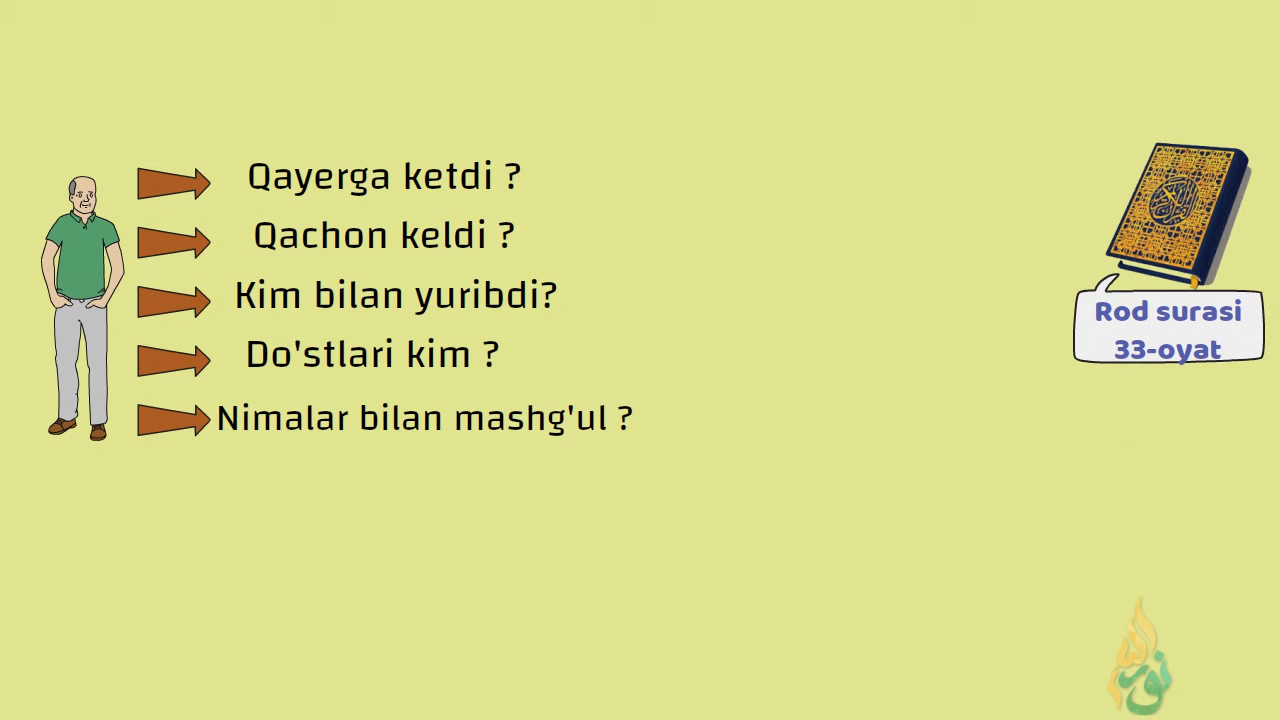 Qayerga ketdi ?
Qachon keldi ?
Kim bilan yuribdi?
Do'stlari kim ?
Nimalar bilan mashg'ul ?
Rod surasi
33-oyat